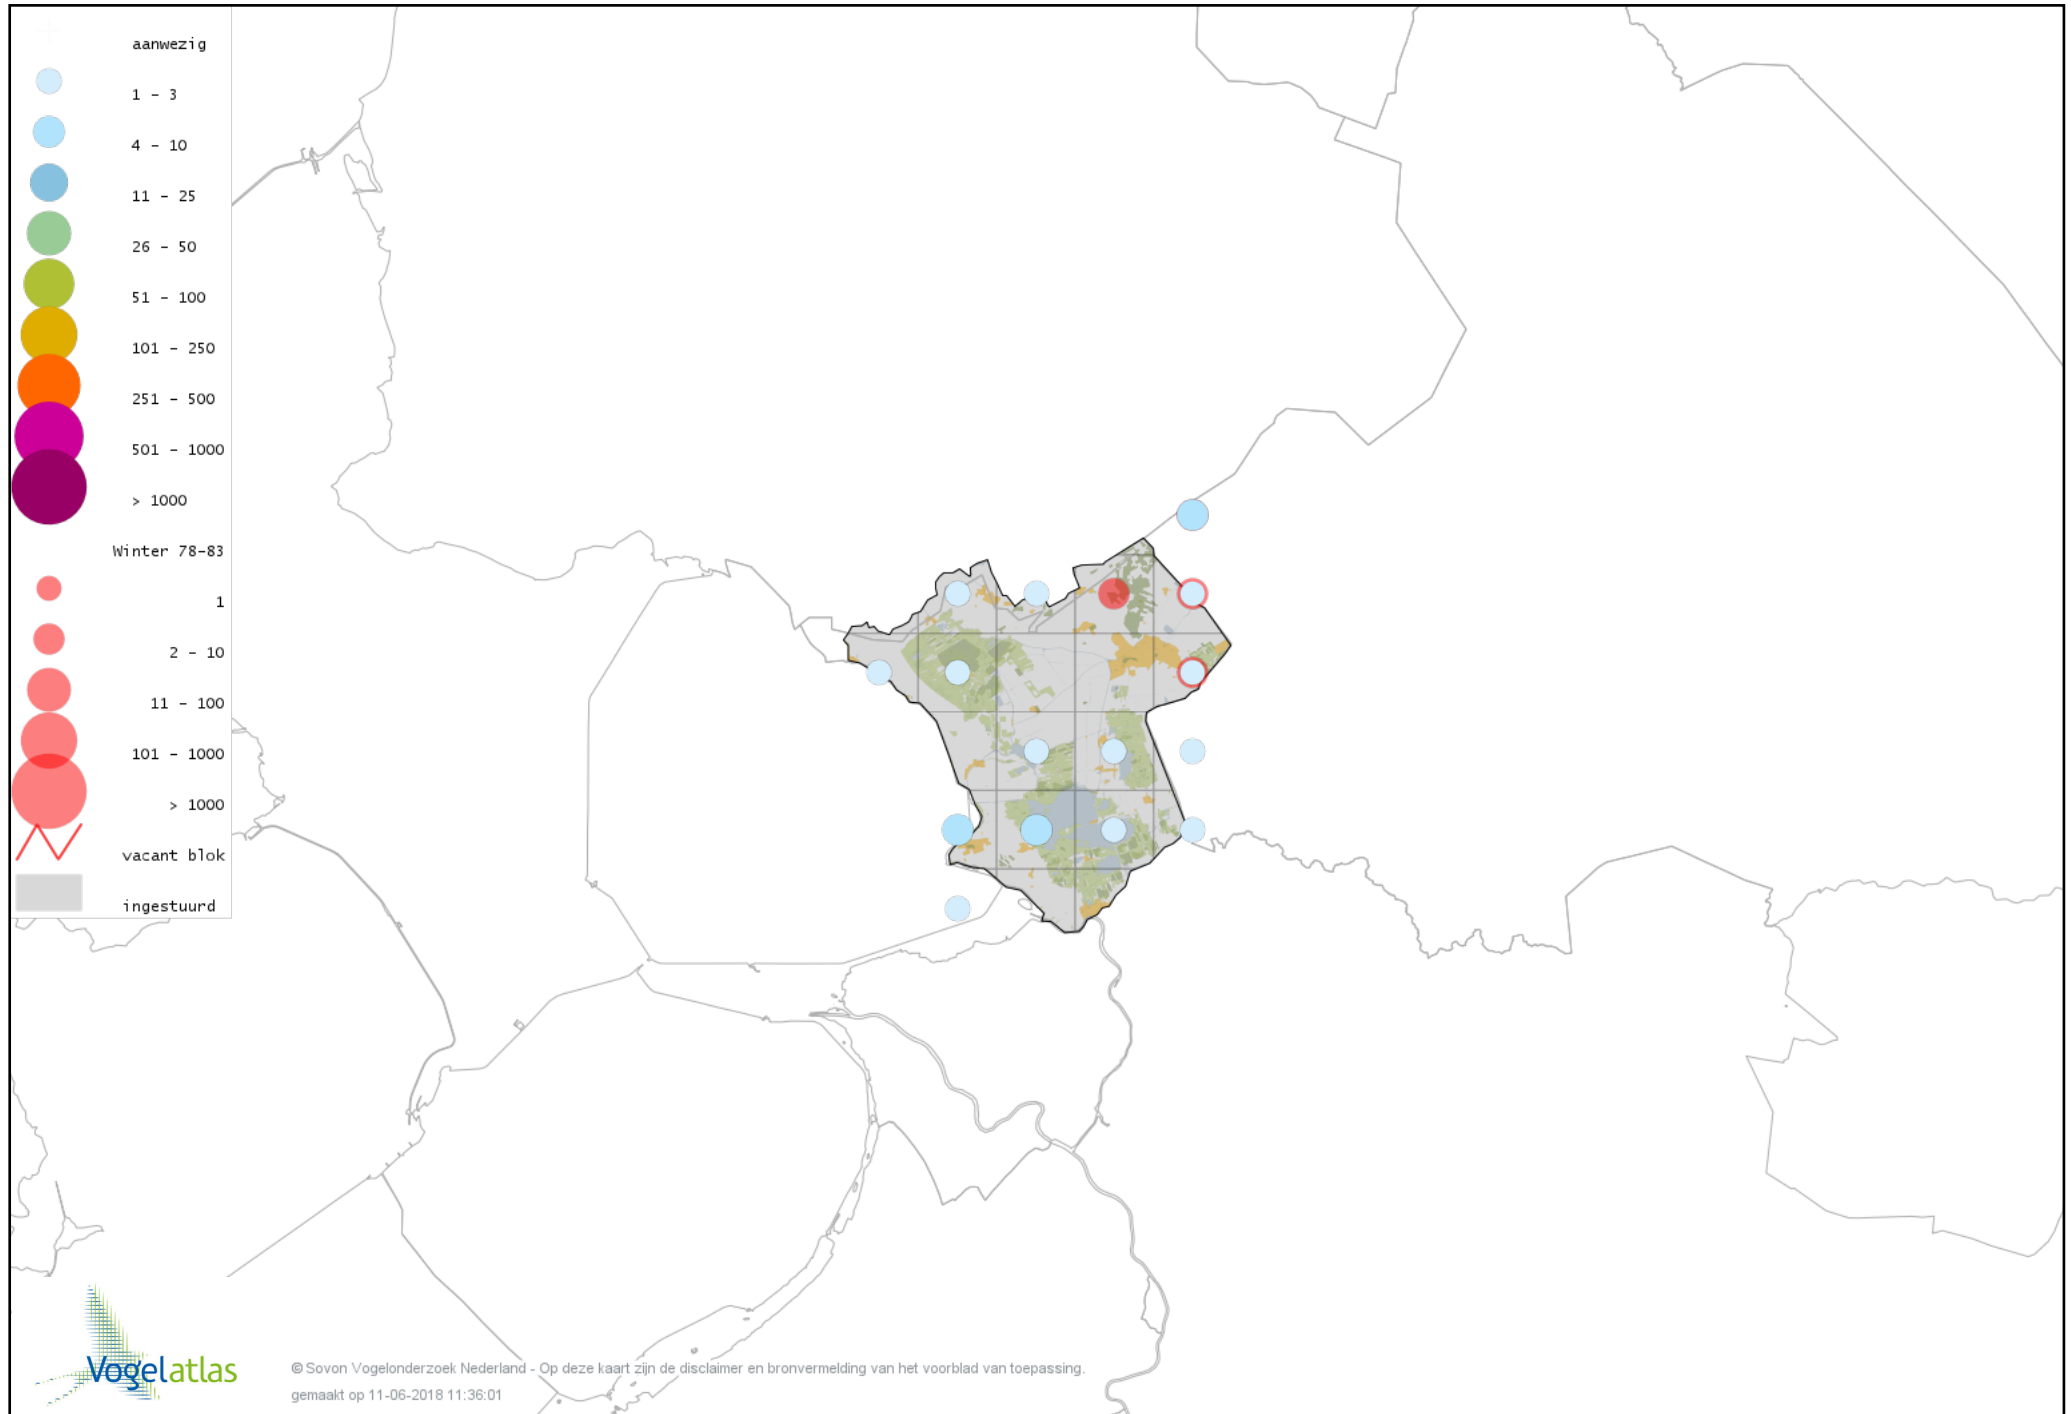 aanwezig
1 - 3
4 - 10
11 - 25
26 - 50
51 - 100
101 - 250
251 - 500
501 - 1000
> 1000
Winter 78-83
1
2 - 10
11 - 100
101 - 1000
> 1000
vacant blok
ingestuurd
Vogelatlas
© Sovon Vogelonderzoek Nederland - Op deze kaart zijn de disclaimer en bronvermelding van het voorblad van toepassing.
gemaakt op 11-06-2018 11:36:01